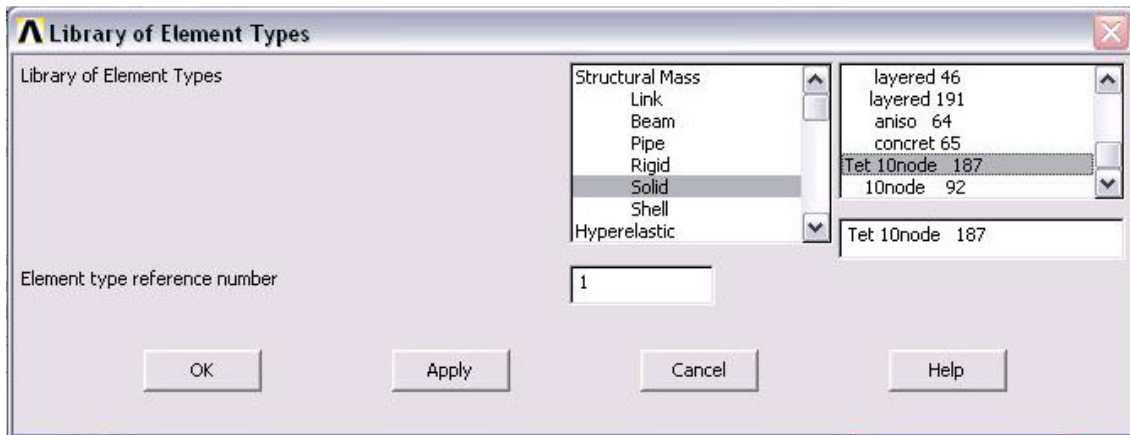 Library of Element Types
Library of Element Types
Structural Mass
Link
Beam
Pipe
Rigid
Solid
Shell
Hyperelastic
layered 46
layered 191
aniso 64
concret 65
Tet 10node 187
10node 92
Tet 10node 187
Element type reference number
1
OK
Apply
Cancel
Help